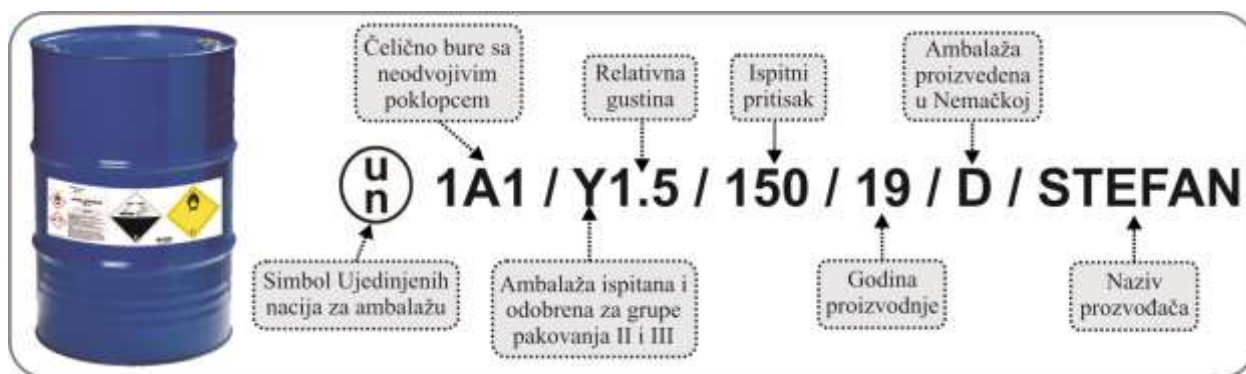 Čelično bure sa
neodvojivim
poklopcem
Relativna
gustina
Ispitni
pritisak
Ambalaža
proizvedena
u Nemačkoj
u
n
1A1 / Y1.5 / 150 / 19 / D / STEFAN
Simbol Ujedinjenih
nacija za ambalažu
Ambalaža ispitana i
odobrena za grupe
pakovanja II i III
Godina
proizvodnje
Naziv
prozvođača